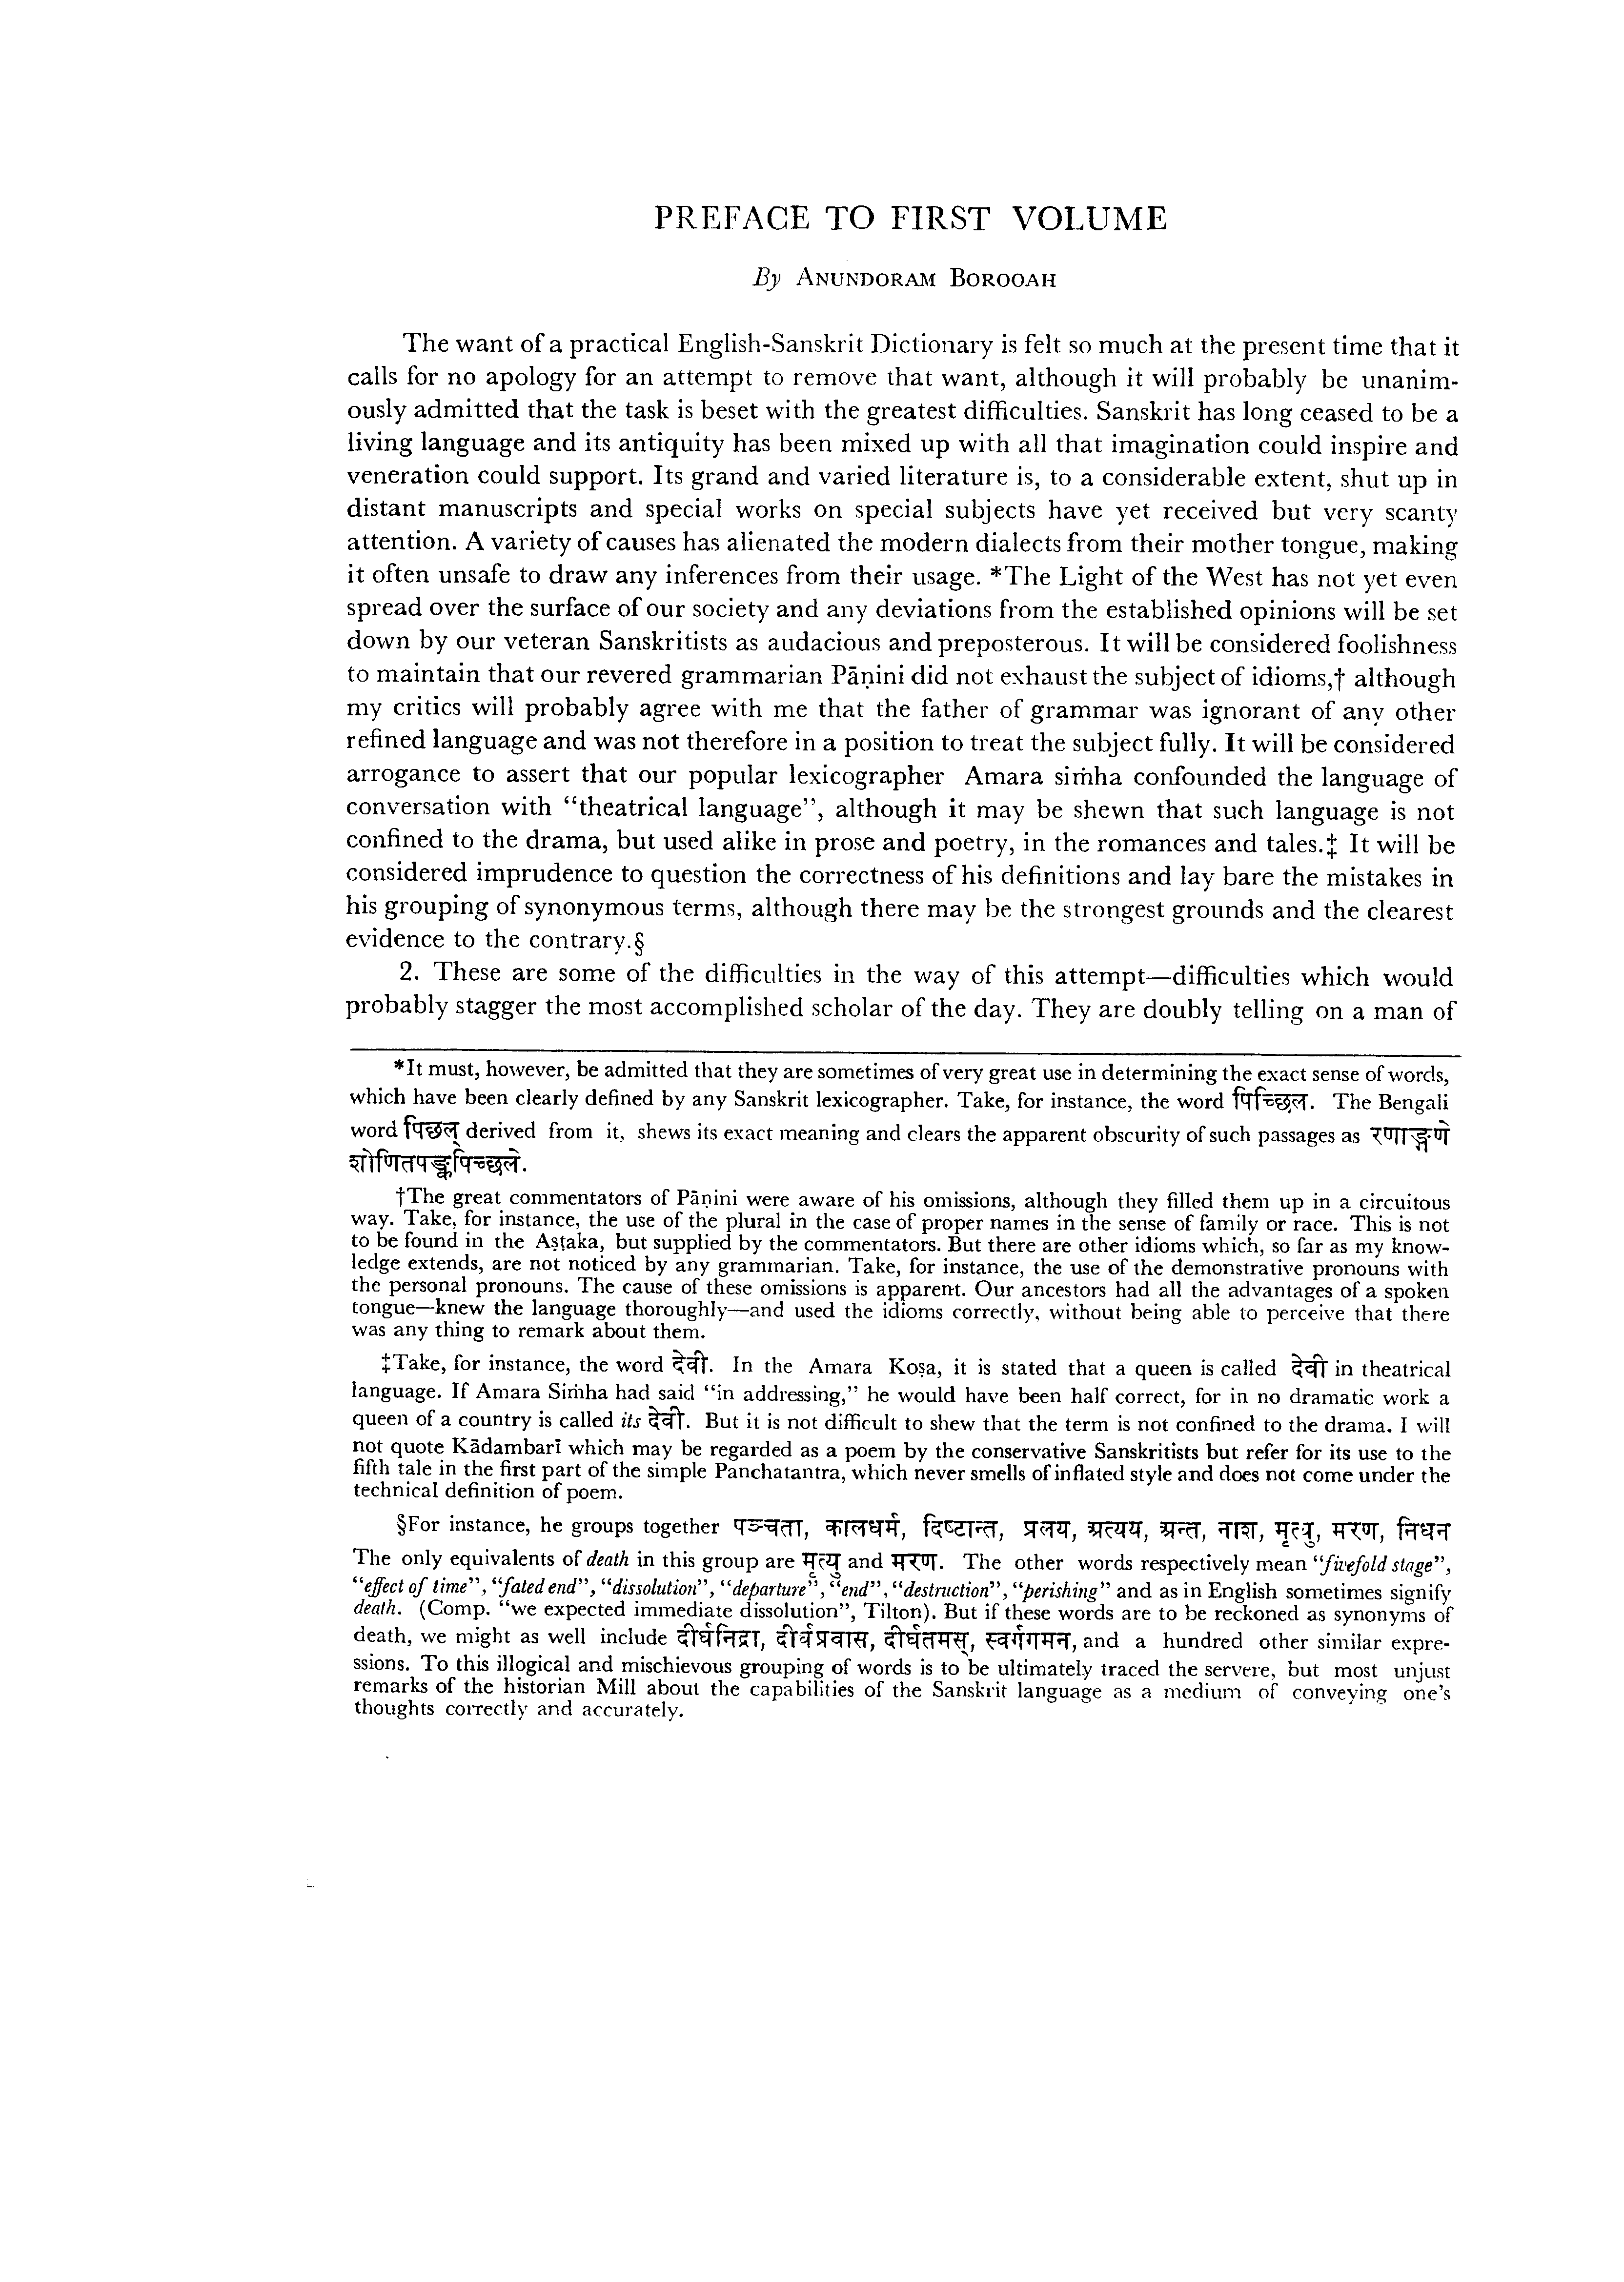 PREFACE TO FIRST VOLUME
By ANUNDORAM BOROOAH
The want of a practical English-Sanskrit Dictionary is felt so much at the present time that it
calls for no apology for an attempt to remove that want, although it will probably be unanim-
ously admitted that the task is beset with the greatest difficulties. Sanskrit has long ceased to be a
living language and its antiquity has been mixed up with all that imagination could inspire and
veneration could support. Its grand and varied literature is, to a considerable extent, shut up in
distant manuscripts and special works on special subjects have yet received but very scanty
attention. A variety of causes has alienated the modern dialects from their mother tongue, making
it often unsafe to draw any inferences from their usage. *The Light of the West has not yet even
spread over the surface of our society and any deviations from the established opinions will be set
down by our veteran Sanskritists as audacious and preposterous. It will be considered foolishness
to maintain that our revered grammarian Pāṇini did not exhaust the subject of idioms,† although
my critics will probably agree with me that the father of grammar was ignorant of any other
refined language and was not therefore in a position to treat the subject fully. It will be considered
arrogance to assert that our popular lexicographer Amara siṁha confounded the language of
conversation with “theatrical language”, although it may be shewn that such language is not
confined to the drama, but used alike in prose and poetry, in the romances and tales.‡ It will be
considered imprudence to question the correctness of his definitions and lay bare the mistakes in
his grouping of synonymous terms, although there may be the strongest grounds and the clearest
evidence to the contrary.§
2. These are some of the difficulties in the way of this attempt—difficulties which would
probably stagger the most accomplished scholar of the day. They are doubly telling on a man of
*It must, however, be admitted that they are sometimes of very great use in determining the exact sense of words,
which have been clearly defined by any Sanskrit lexicographer. Take, for instance, the word पिच्छिल. The Bengali
word पिछल् derived from it, shews its exact meaning and clears the apparent obscurity of such passages as रणाङ्गणे
शोणितपङ्कपिच्छले.
†The great commentators of Pāṇini were aware of his omissions, although they filled them up in a circuitous
way. Take, for instance, the use of the plural in the case of proper names in the sense of family or race. This is not
to be found in the Aṣṭaka, but supplied by the commentators. But there are other idioms which, so far as my know-
ledge extends, are not noticed by any grammarian. Take, for instance, the use of the demonstrative pronouns with
the personal pronouns. The cause of these omissions is apparent. Our ancestors had all the advantages of a spoken
tongue—knew the language thoroughly—and used the idioms correctly, without being able to perceive that there
was any thing to remark about them.
‡Take, for instance, the word देवी. In the Amara Koṣa, it is stated that a queen is called देवी in theatrical
language. If Amara Siṁha had said “in addressing,” he would have been half correct, for in no dramatic work a
queen of a country is called its देवी. But it is not difficult to shew that the term is not confined to the drama. I will
not quote Kādambarī which may be regarded as a poem by the conservative Sanskritists but refer for its use to the
fifth tale in the first part of the simple Panchatantra, which never smells of inflated style and does not come under the
technical definition of poem.
§For instance, he groups together पञ्चता, कालधर्म, दिष्टान्त, प्रलय, अत्यय, अन्त, नाश, मृत्यु, मरण, निधन
The only equivalents of death in this group are मृत्यु and मरण. The other words respectively mean “fivefold stage”,
“effect of time”, “fated end”, “dissolution”, “departure”, “end”, “destruction”, “perishing” and as in English sometimes signify
death. (Comp. “we expected immediate dissolution”, Tilton). But if these words are to be reckoned as synonyms of
death, we might as well include दीर्घनिद्रा, दीर्घप्रवास, दीर्घतमस्, स्वर्गगमन, and a hundred other similar expre-
ssions. To this illogical and mischievous grouping of words is to be ultimately traced the servere, but most unjust
remarks of the historian Mill about the capabilities of the Sanskrit language as a medium of conveying one’s
thoughts correctly and accurately.